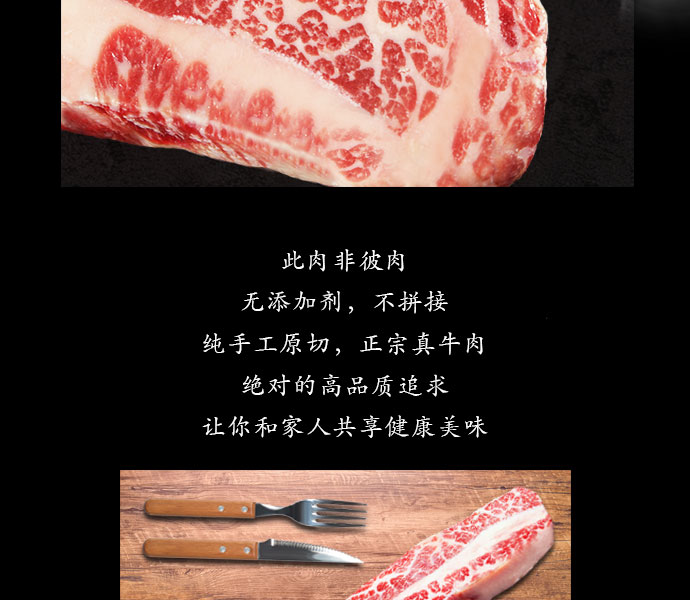 此肉非彼肉
无添加剂，不拼接
纯手工原切，正宗真牛肉
绝对的高品质追求
让你和家人共享健康美味